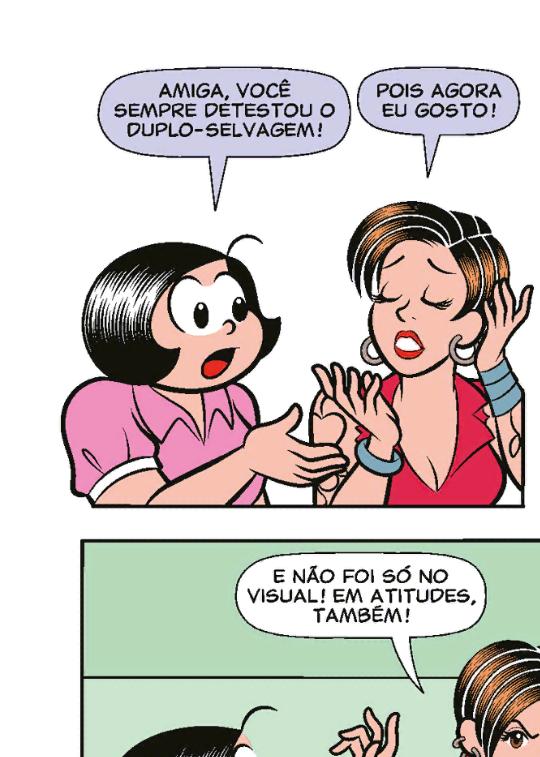 AMIGA, VOCÊ
SEMPRE DETESTOU O
DUPLO-SELVAGEM!
POIS AGORA
EU GOSTO!
E NÃO FOI SÓ NO
VISUAL! EM ATITUDES,
TAMBÉM!